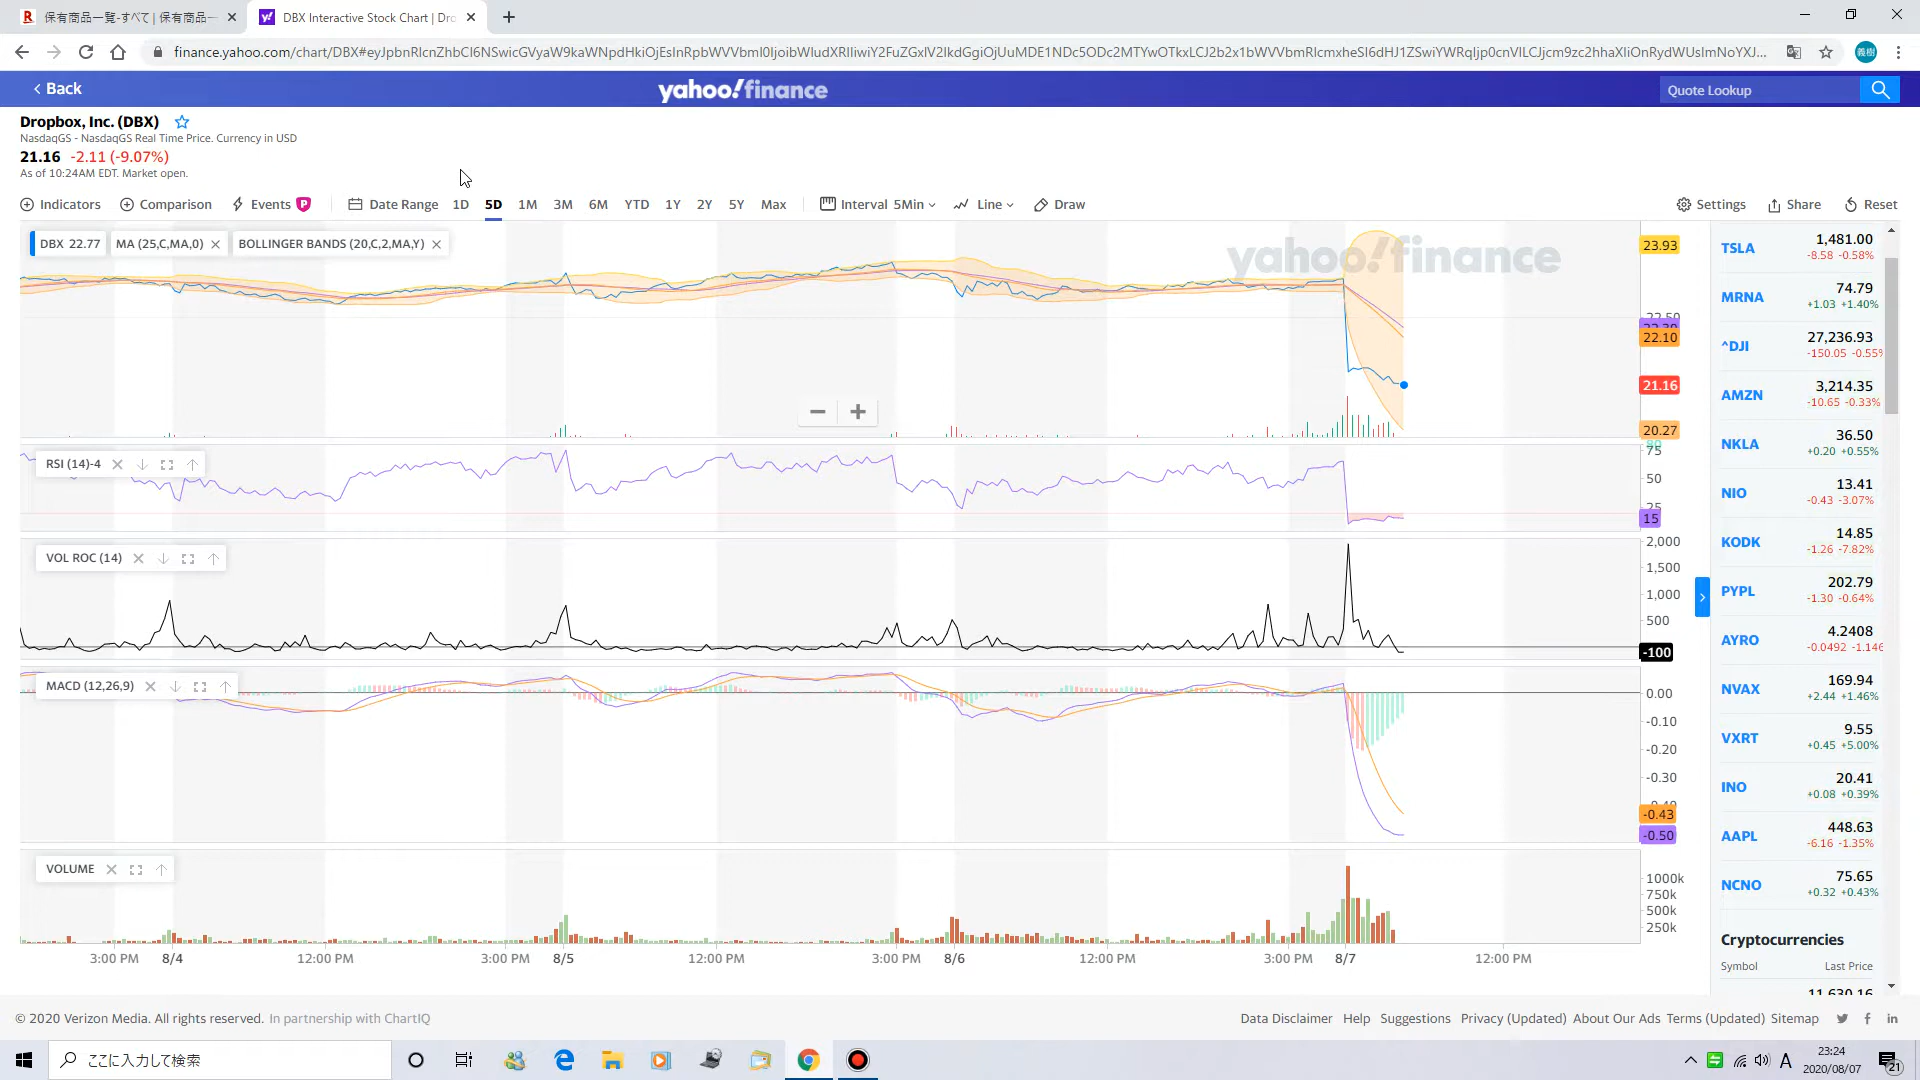 保有商品一覧-すべて | 保有商品一
DBX Interactive Stock Chart | Dro
Back
yahoo!finance
Quote Lookup
Dropbox, Inc. (DBX)
NasdaqGS - NasdaqGS Real Time Price. Currency in USD
21.16 -2.11 (-9.07%)
As of 10:24AM EDT. Market open.
Indicators Comparison Events P Date Range 1D 5D 1M 3M 6M YTD 1Y 2Y 5Y Max Interval 5Min Line Draw Settings Share Reset
DBX 22.77 MA (25,C,MA,0) BOLLINGER BANDS (20,C,2,MA,Y)
yahoo!finance
23.93
22.50
22.10
21.16
20.27
RSI (14)-4
75
50
25
15
VOL ROC (14)
2,000
1,500
1,000
500
-100
MACD (12,26,9)
0.00
-0.10
-0.20
-0.30
-0.43
-0.50
VOLUME
1000k
750k
500k
250k
3:00 PM 8/4 12:00 PM 3:00 PM 8/5 12:00 PM 3:00 PM 8/6 12:00 PM 3:00 PM 8/7 12:00 PM
TSLA 1,481.00
-8.58 -0.58%
MRNA 74.79
+1.03 +1.40%
^DJI 27,236.93
-150.05 -0.55%
AMZN 3,214.35
-10.65 -0.33%
NKLA 36.50
+0.20 +0.55%
NIO 13.41
-0.43 -3.07%
KODK 14.85
-1.26 -7.82%
PYPL 202.79
-1.30 -0.64%
AYRO 4.2408
-0.0492 -1.146
NVAX 169.94
+2.44 +1.46%
VXRT 9.55
+0.45 +5.00%
INO 20.41
+0.08 +0.39%
AAPL 448.63
-6.16 -1.35%
NCNO 75.65
+0.32 +0.43%
Cryptocurrencies
Symbol Last Price
11,630.16
© 2020 Verizon Media. All rights reserved. In partnership with ChartIQ
Data Disclaimer Help Suggestions Privacy (Updated) About Our Ads Terms (Updated) Sitemap
ここに入力して検索
A
23:24
2020/08/07
21